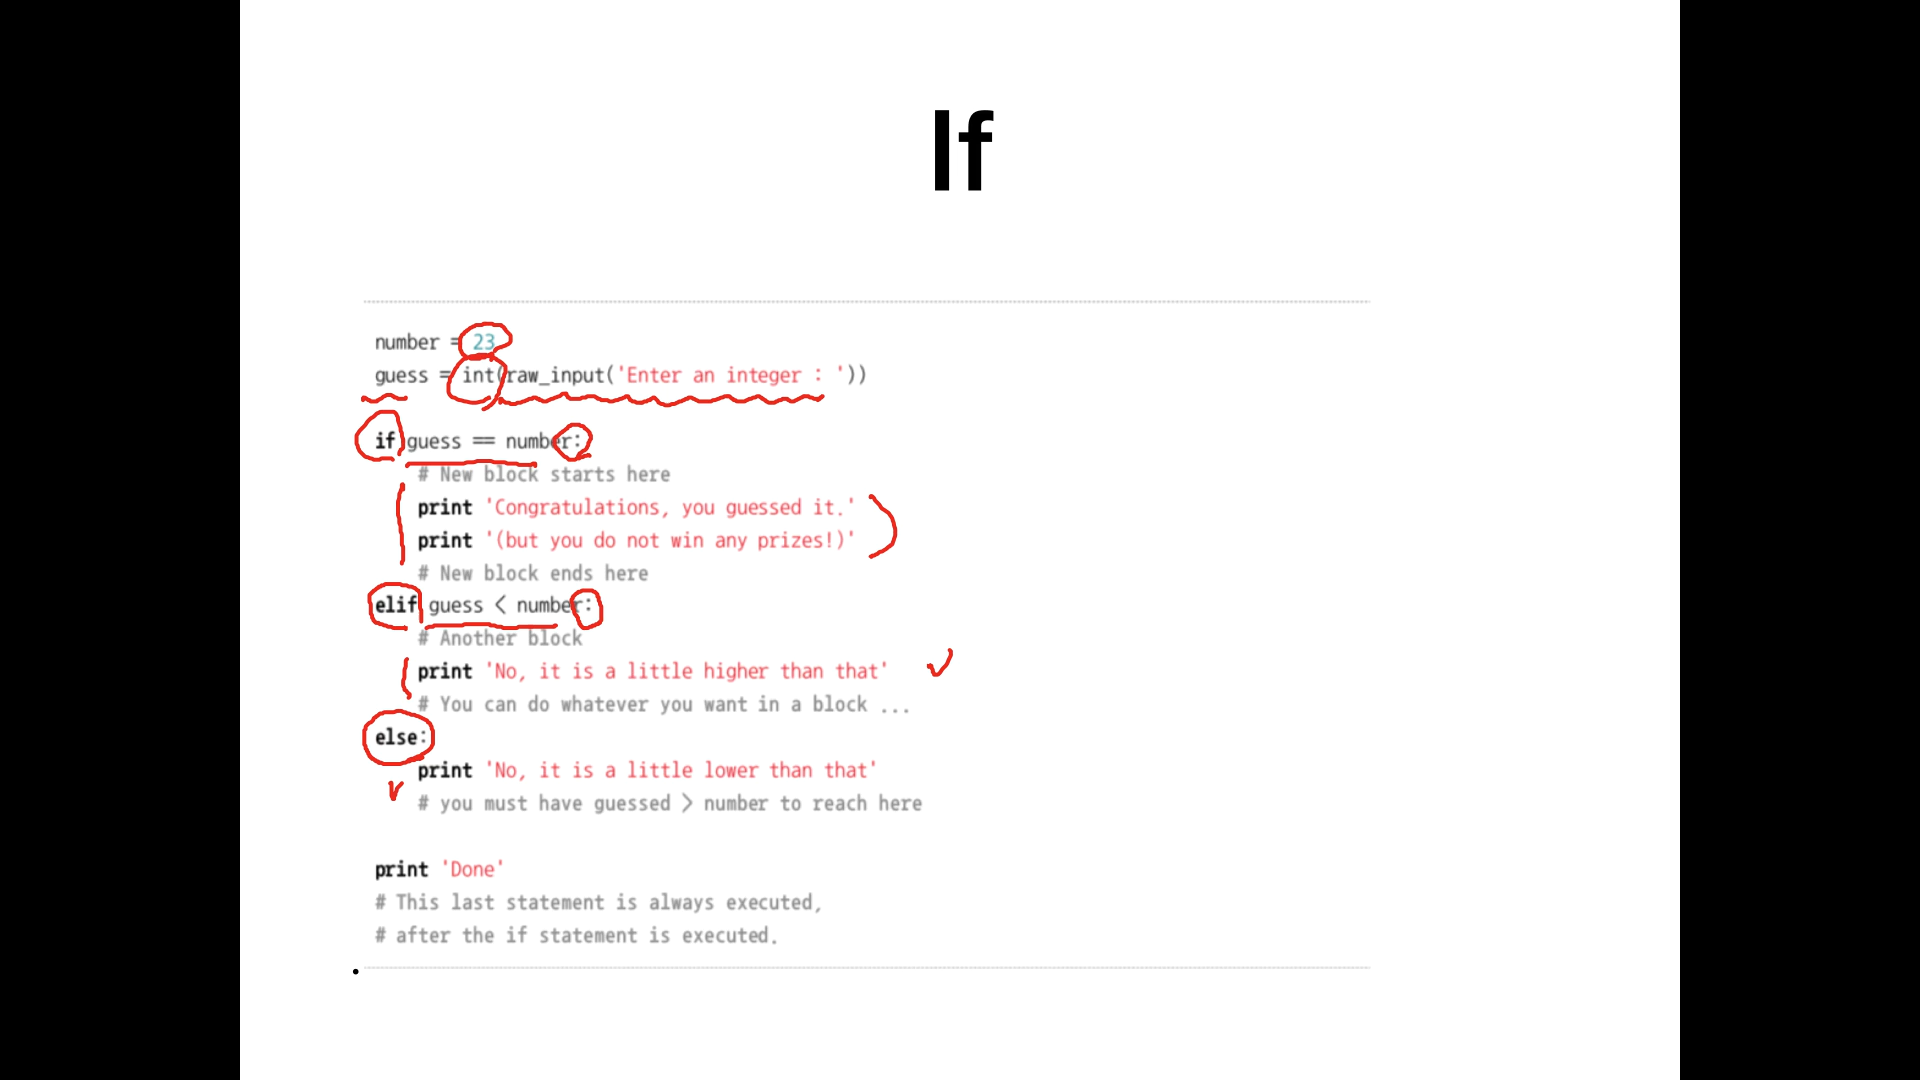 If
number = 23
guess = int(raw_input('Enter an integer : '))
if guess == number:
# New block starts here
print 'Congratulations, you guessed it.'
print '(but you do not win any prizes!)'
# New block ends here
elif guess < number:
# Another block
print 'No, it is a little higher than that'
# You can do whatever you want in a block ...
else:
print 'No, it is a little lower than that'
# you must have guessed > number to reach here
print 'Done'
# This last statement is always executed,
# after the if statement is executed.